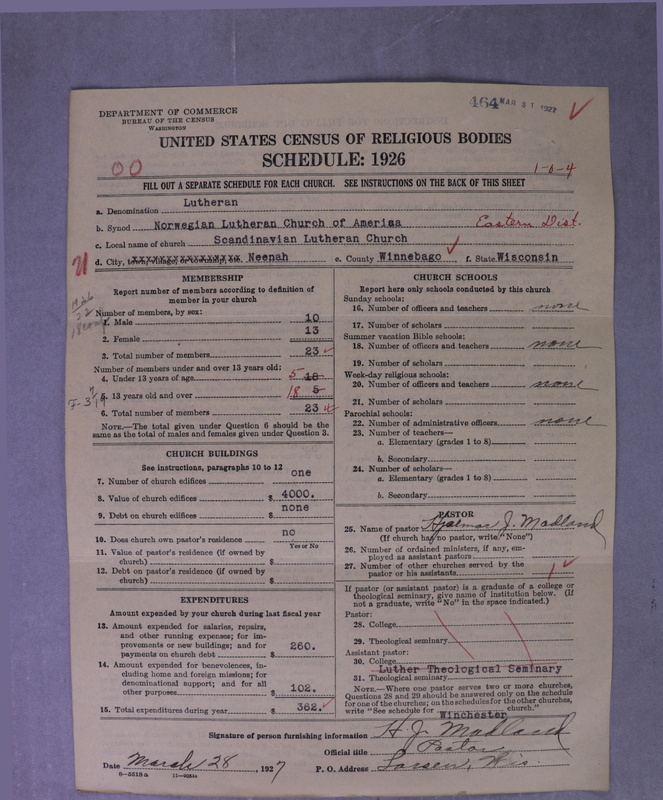 464 MAR 31 1927
DEPARTMENT OF COMMERCE
BUREAU OF THE CENSUS
WASHINGTON
UNITED STATES CENSUS OF RELIGIOUS BODIES
SCHEDULE: 1926
00
1-0-4
FILL OUT A SEPARATE SCHEDULE FOR EACH CHURCH. SEE INSTRUCTIONS ON THE BACK OF THIS SHEET
a. Denomination Lutheran
b. Synod Norwegian Lutheran Church of America Eastern Dist.
c. Local name of church Scandinavian Lutheran Church
d. City, town, village, or township, Neenah e. County Winnebago f. State Wisconsin
MEMBERSHIP
Report number of members according to definition of
member in your church
Number of members, by sex:
1. Male 10
2. Female 13
3. Total number of members 23
Number of members under and over 13 years old:
4. Under 13 years of age 5 18
5. 13 years old and over 18 5
6. Total number of members 23
NOTE.—The total given under Question 6 should be the
same as the total of males and females given under Question 3.
CHURCH BUILDINGS
See instructions, paragraphs 10 to 12
7. Number of church edifices one
8. Value of church edifices $ 4000.
9. Debt on church edifices $ none
10. Does church own pastor's residence? no
Yes or No
11. Value of pastor's residence (if owned by
church) $
12. Debt on pastor's residence (if owned by
church) $
EXPENDITURES
Amount expended by your church during last fiscal year
13. Amount expended for salaries, repairs,
and other running expenses; for im-
provements or new buildings; and for
payments on church debt $ 260.
14. Amount expended for benevolences, in-
cluding home and foreign missions; for
denominational support; and for all
other purposes $ 102.
15. Total expenditures during year $ 362.
CHURCH SCHOOLS
Report here only schools conducted by this church
Sunday schools:
16. Number of officers and teachers none
17. Number of scholars
Summer vacation Bible schools:
18. Number of officers and teachers none
19. Number of scholars
Week-day religious schools:
20. Number of officers and teachers none
21. Number of scholars
Parochial schools:
22. Number of administrative officers none
23. Number of teachers—
a. Elementary (grades 1 to 8)
b. Secondary
24. Number of scholars—
a. Elementary (grades 1 to 8)
b. Secondary
PASTOR
25. Name of pastor Hjalmar J. Madland
(If church has no pastor, write "None")
26. Number of ordained ministers, if any, em-
ployed as assistant pastors
27. Number of other churches served by the
pastor or his assistants 1
If pastor (or assistant pastor) is a graduate of a college or
theological seminary, give name of institution below. (If
not a graduate, write "No" in the space indicated.)
Pastor:
28. College
29. Theological seminary
Assistant pastor:
30. College
Luther Theological Seminary
31. Theological seminary
NOTE.—Where one pastor serves two or more churches,
Questions 28 and 29 should be answered only on the schedule
for one of the churches; on the schedules for the other churches,
write "See schedule for Winchester church."
Signature of person furnishing information H J. Madland
Official title Pastor
Date March 28, 1927 P. O. Address Larsen, Wis.
8—5518a